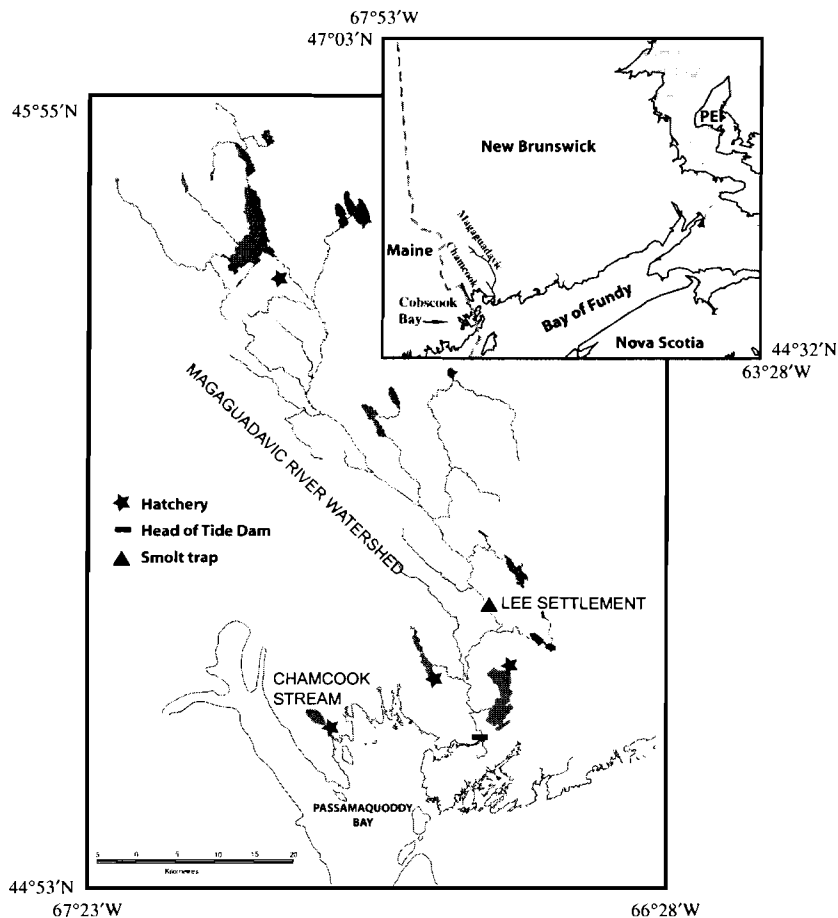 67°53′W
47°03′N
45°55′N
PEI
New Brunswick
Magaguadavic
Chamcook
Maine
Cobscook
Bay
Bay of Fundy
Nova Scotia
44°32′N
63°28′W
MAGAGUADAVIC RIVER WATERSHED
Hatchery
Head of Tide Dam
Smolt trap
LEE SETTLEMENT
CHAMCOOK
STREAM
PASSAMAQUODDY
BAY
5 0 5 10 15 20
Kilometres
44°53′N
67°23′W
66°28′W